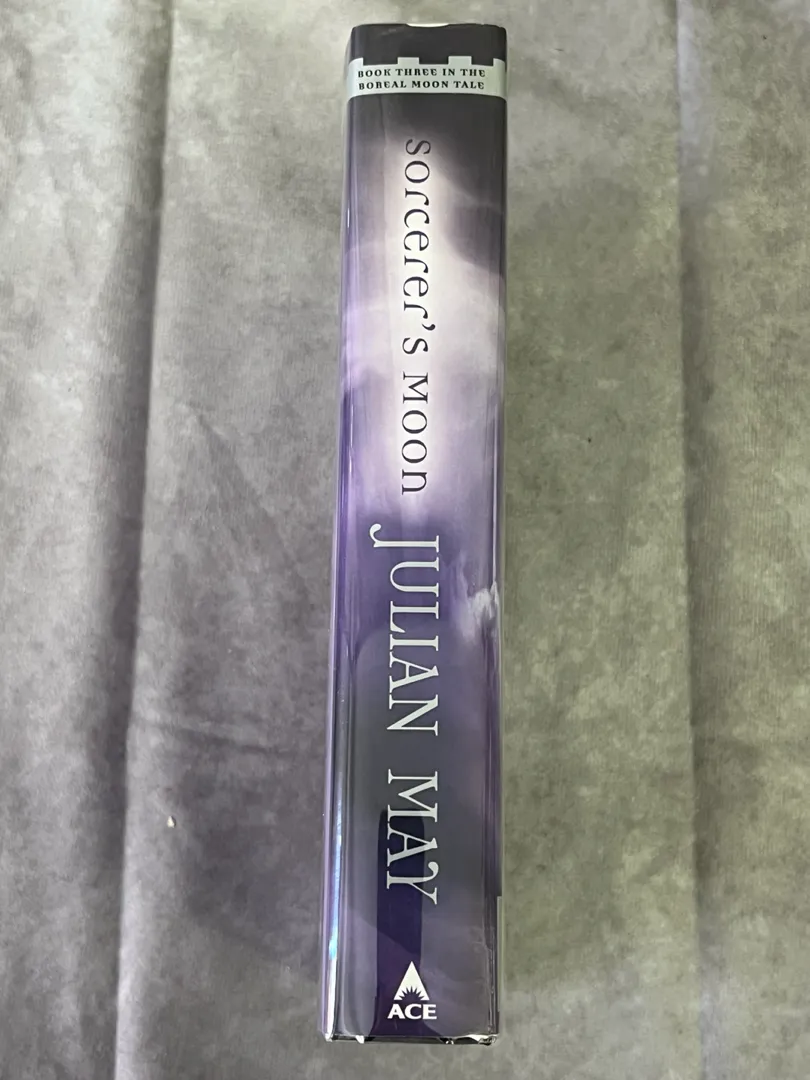 BOOK THREE IN THE
BOREAL MOON TALE
sorcerer's moon
JULIAN MAY
ACE